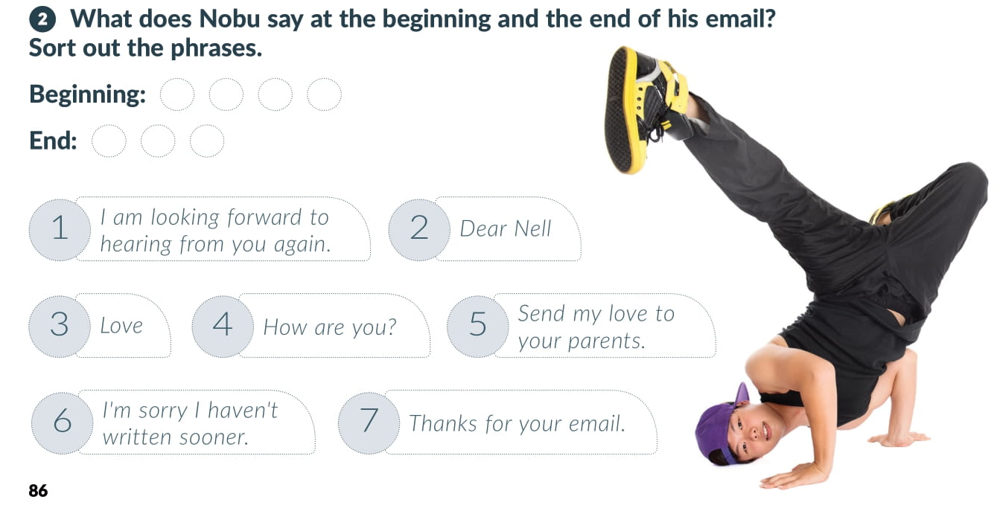 2 What does Nobu say at the beginning and the end of his email?
Sort out the phrases.
Beginning:
End:
1 I am looking forward to
hearing from you again.
2 Dear Nell
3 Love
4 How are you?
5 Send my love to
your parents.
6 I'm sorry I haven't
written sooner.
7 Thanks for your email.
86